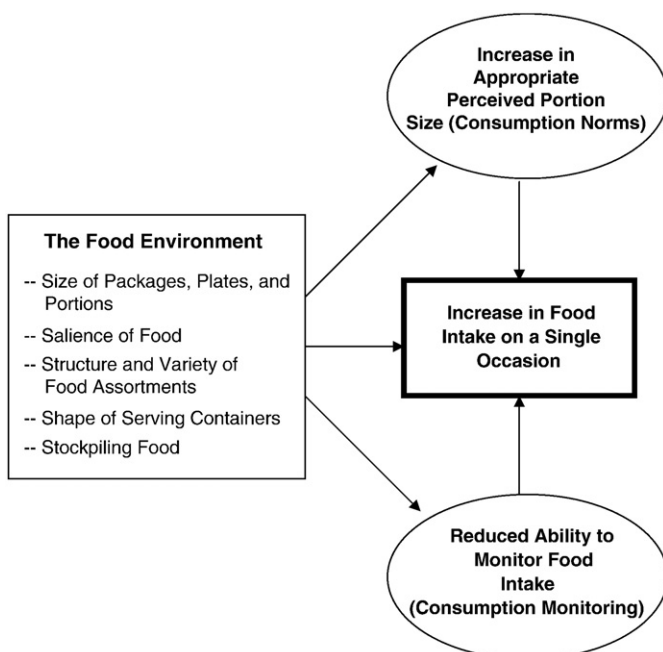 Increase in
Appropriate
Perceived Portion
Size (Consumption Norms)
The Food Environment
-- Size of Packages, Plates, and
Portions
-- Salience of Food
-- Structure and Variety of
Food Assortments
-- Shape of Serving Containers
-- Stockpiling Food
Increase in Food
Intake on a Single
Occasion
Reduced Ability to
Monitor Food
Intake
(Consumption Monitoring)